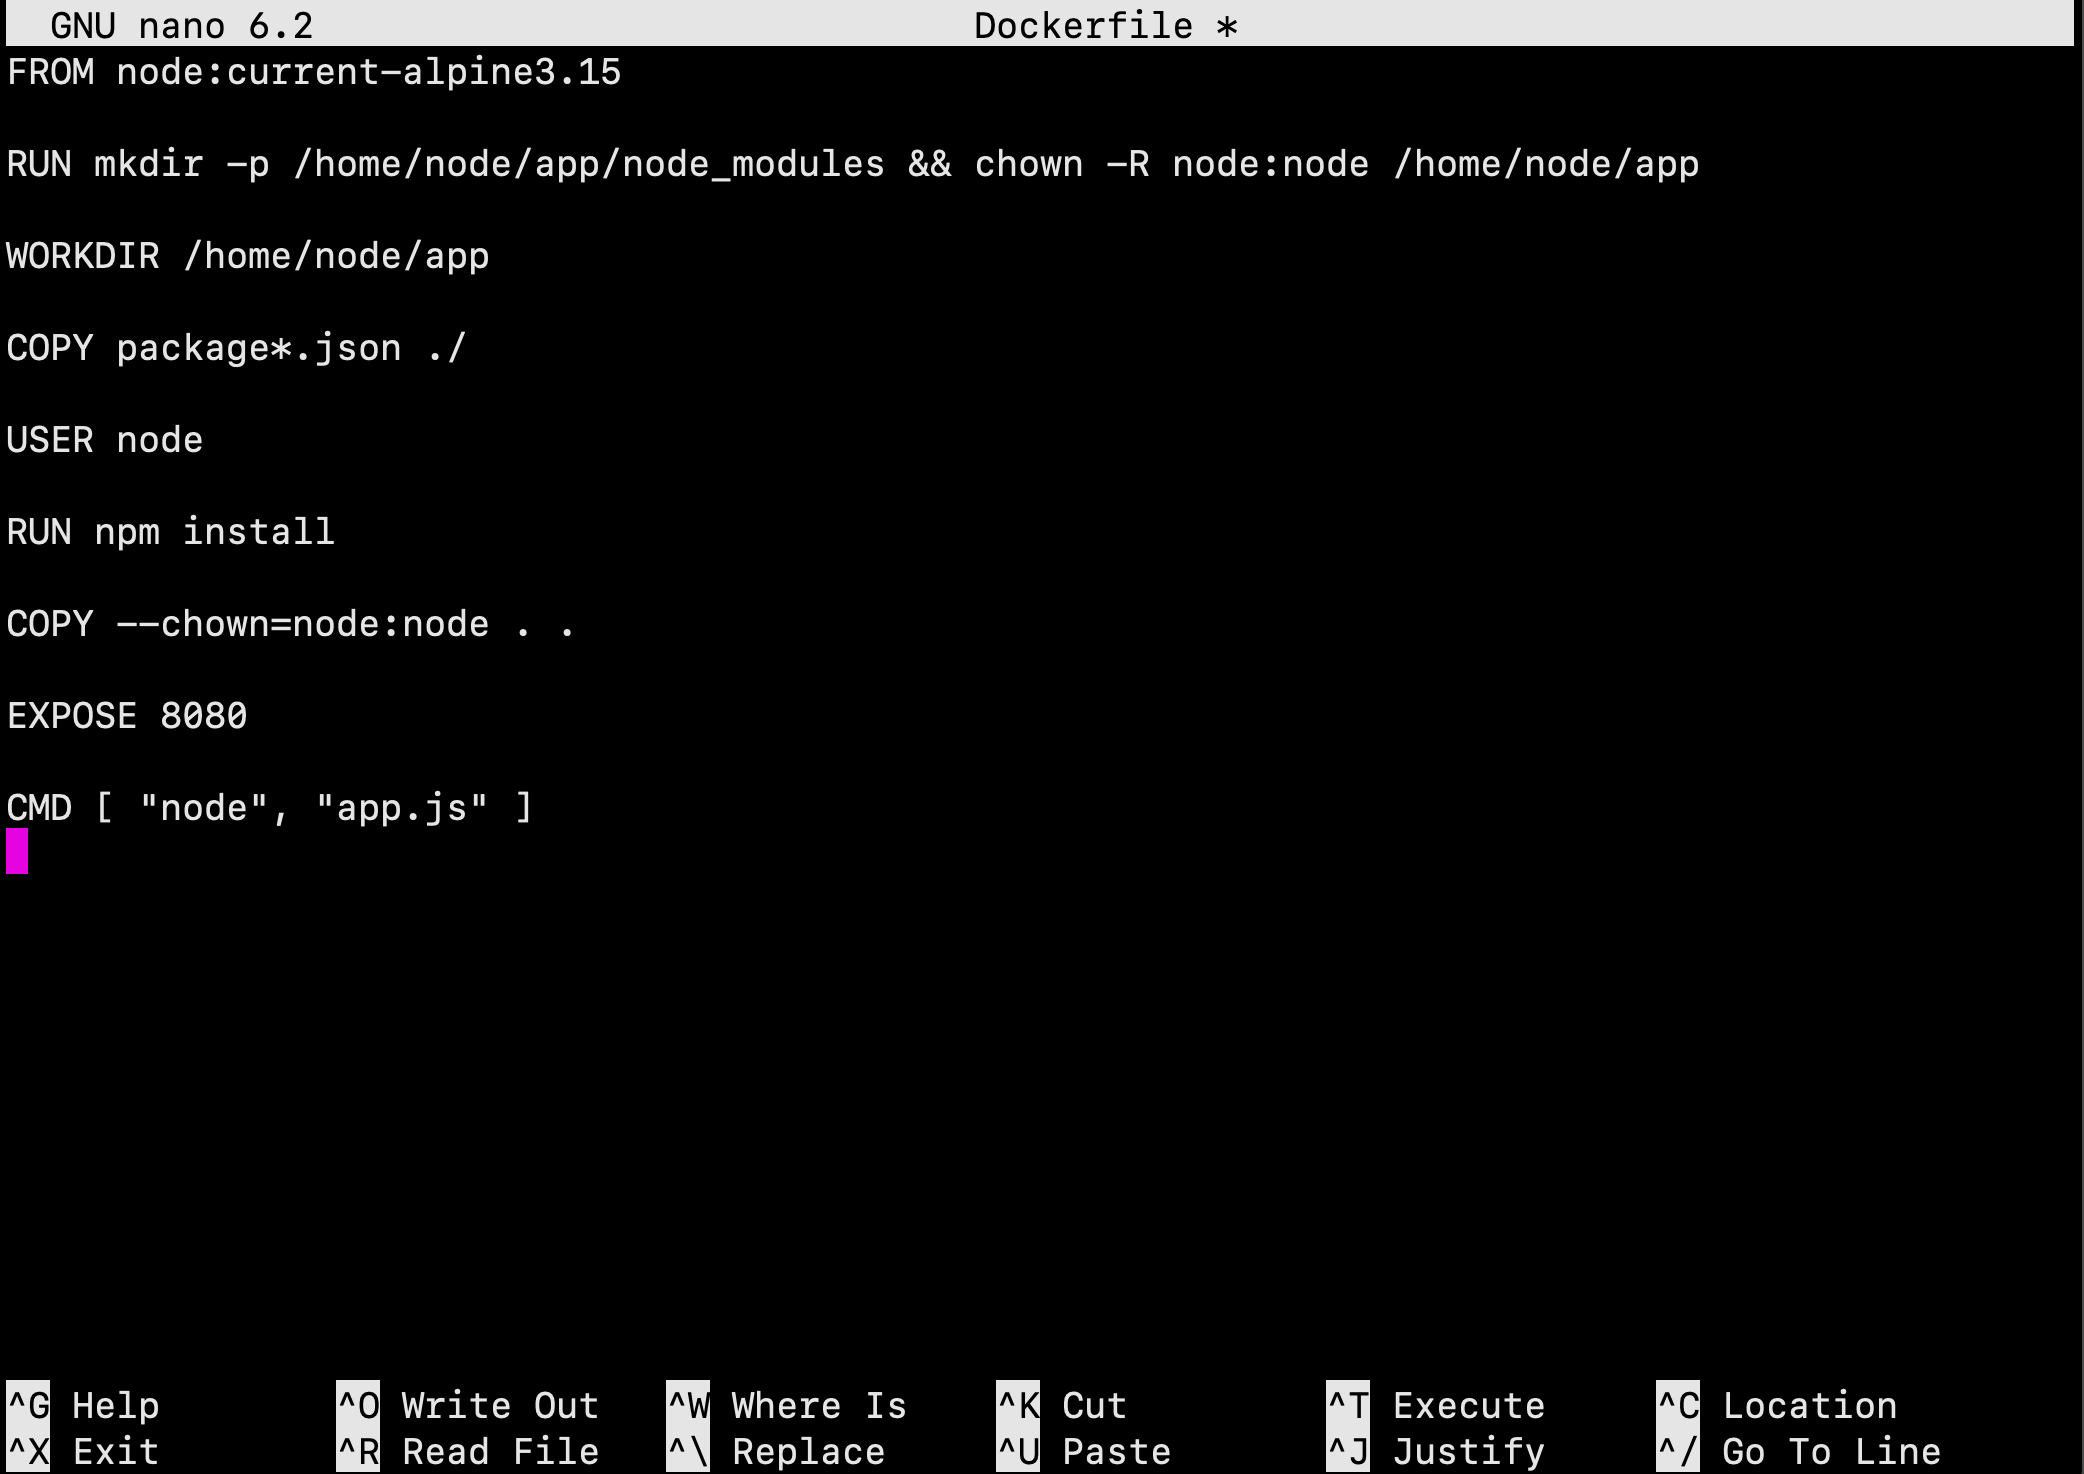 GNU nano 6.2 Dockerfile *
FROM node:current-alpine3.15
RUN mkdir -p /home/node/app/node_modules && chown -R node:node /home/node/app
WORKDIR /home/node/app
COPY package*.json ./
USER node
RUN npm install
COPY --chown=node:node . .
EXPOSE 8080
CMD [ "node", "app.js" ]
^G Help ^O Write Out ^W Where Is ^K Cut ^T Execute ^C Location
^X Exit ^R Read File ^\ Replace ^U Paste ^J Justify ^/ Go To Line